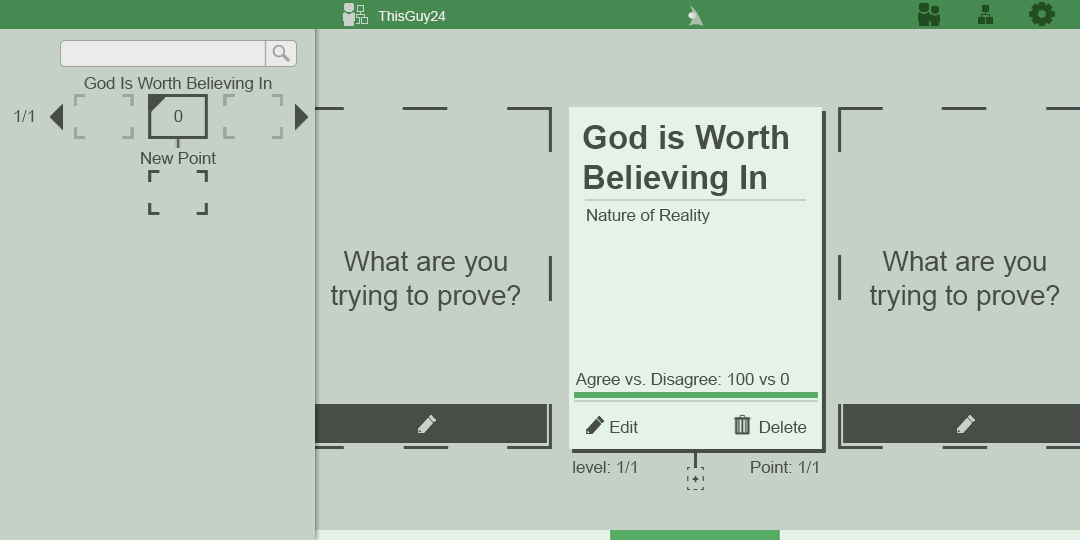 ThisGuy24
God Is Worth Believing In
1/1
0
New Point
What are you
trying to prove?
God is Worth
Believing In
Nature of Reality
Agree vs. Disagree: 100 vs 0
Edit
Delete
level: 1/1
Point: 1/1
What are you
trying to prove?